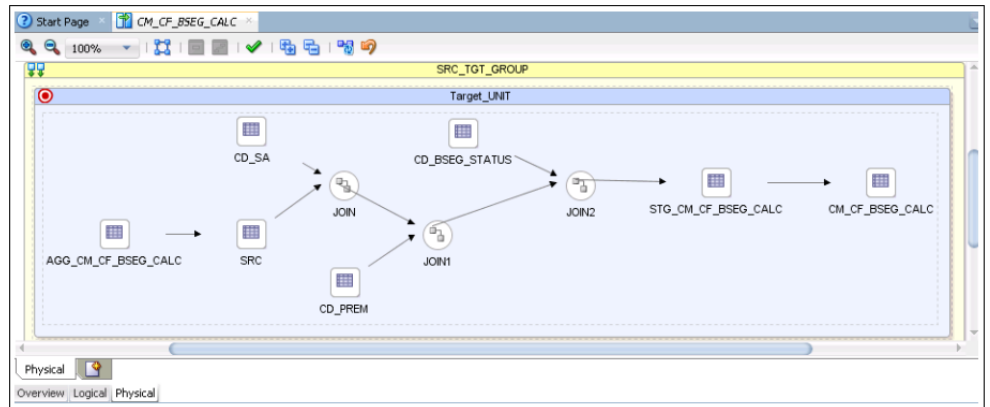 Start Page
CM_CF_BSEG_CALC
100%
SRC_TGT_GROUP
Target_UNIT
CD_SA
CD_BSEG_STATUS
JOIN
JOIN2
STG_CM_CF_BSEG_CALC
CM_CF_BSEG_CALC
AGG_CM_CF_BSEG_CALC
SRC
JOIN1
CD_PREM
Physical
Overview Logical Physical